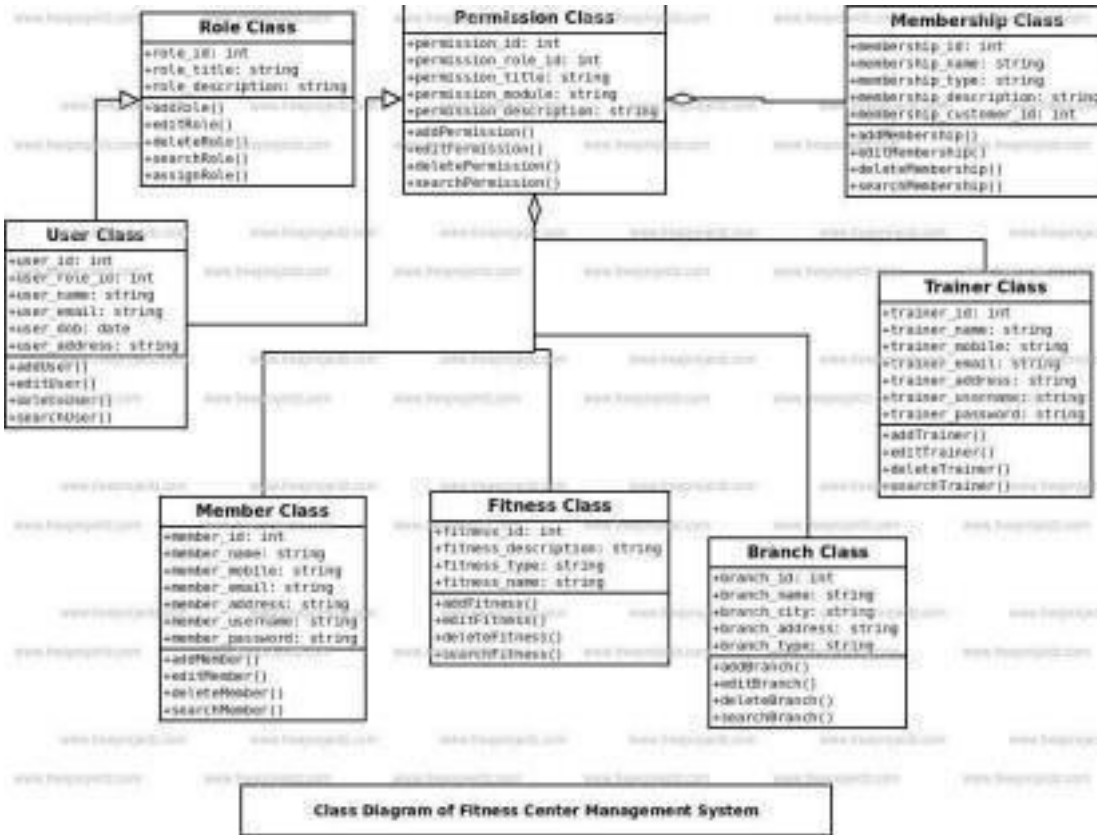 Role Class
+role_id: int
+role_title: string
+role_description: string
+addRole()
+editRole()
+deleteRole()
+searchRole()
+assignRole()
Permission Class
+permission_id: int
+permission_role_id: int
+permission_title: string
+permission_module: string
+permission_description: string
+addPermission()
+editPermission()
+deletePermission()
+searchPermission()
Membership Class
+membership_id: int
+membership_name: string
+membership_type: string
+membership_description: string
+membership_customer_id: int
+addMembership()
+editMembership()
+deleteMembership()
+searchMembership()
User Class
+user_id: int
+user_role_id: int
+user_name: string
+user_email: string
+user_dob: date
+user_address: string
+addUser()
+editUser()
+deleteUser()
+searchUser()
Trainer Class
+trainer_id: int
+trainer_name: string
+trainer_mobile: string
+trainer_email: string
+trainer_address: string
+trainer_username: string
+trainer_password: string
+addTrainer()
+editTrainer()
+deleteTrainer()
+searchTrainer()
Member Class
+member_id: int
+member_name: string
+member_mobile: string
+member_email: string
+member_address: string
+member_username: string
+member_password: string
+addMember()
+editMember()
+deleteMember()
+searchMember()
Fitness Class
+fitness_id: int
+fitness_description: string
+fitness_type: string
+fitness_name: string
+addFitness()
+editFitness()
+deleteFitness()
+searchFitness()
Branch Class
+branch_id: int
+branch_name: string
+branch_city: string
+branch_address: string
+branch_type: string
+addBranch()
+editBranch()
+deleteBranch()
+searchBranch()
Class Diagram of Fitness Center Management System